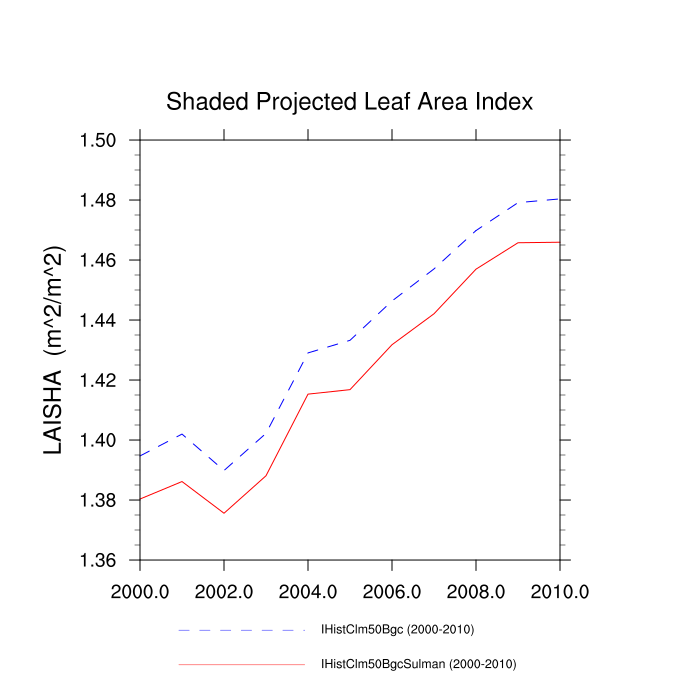 Shaded Projected Leaf Area Index
1.50
1.48
1.46
1.44
1.42
1.40
1.38
1.36
LAISHA (m^2/m^2)
2000.0 2002.0 2004.0 2006.0 2008.0 2010.0
IHistClm50Bgc (2000-2010)
IHistClm50BgcSulman (2000-2010)